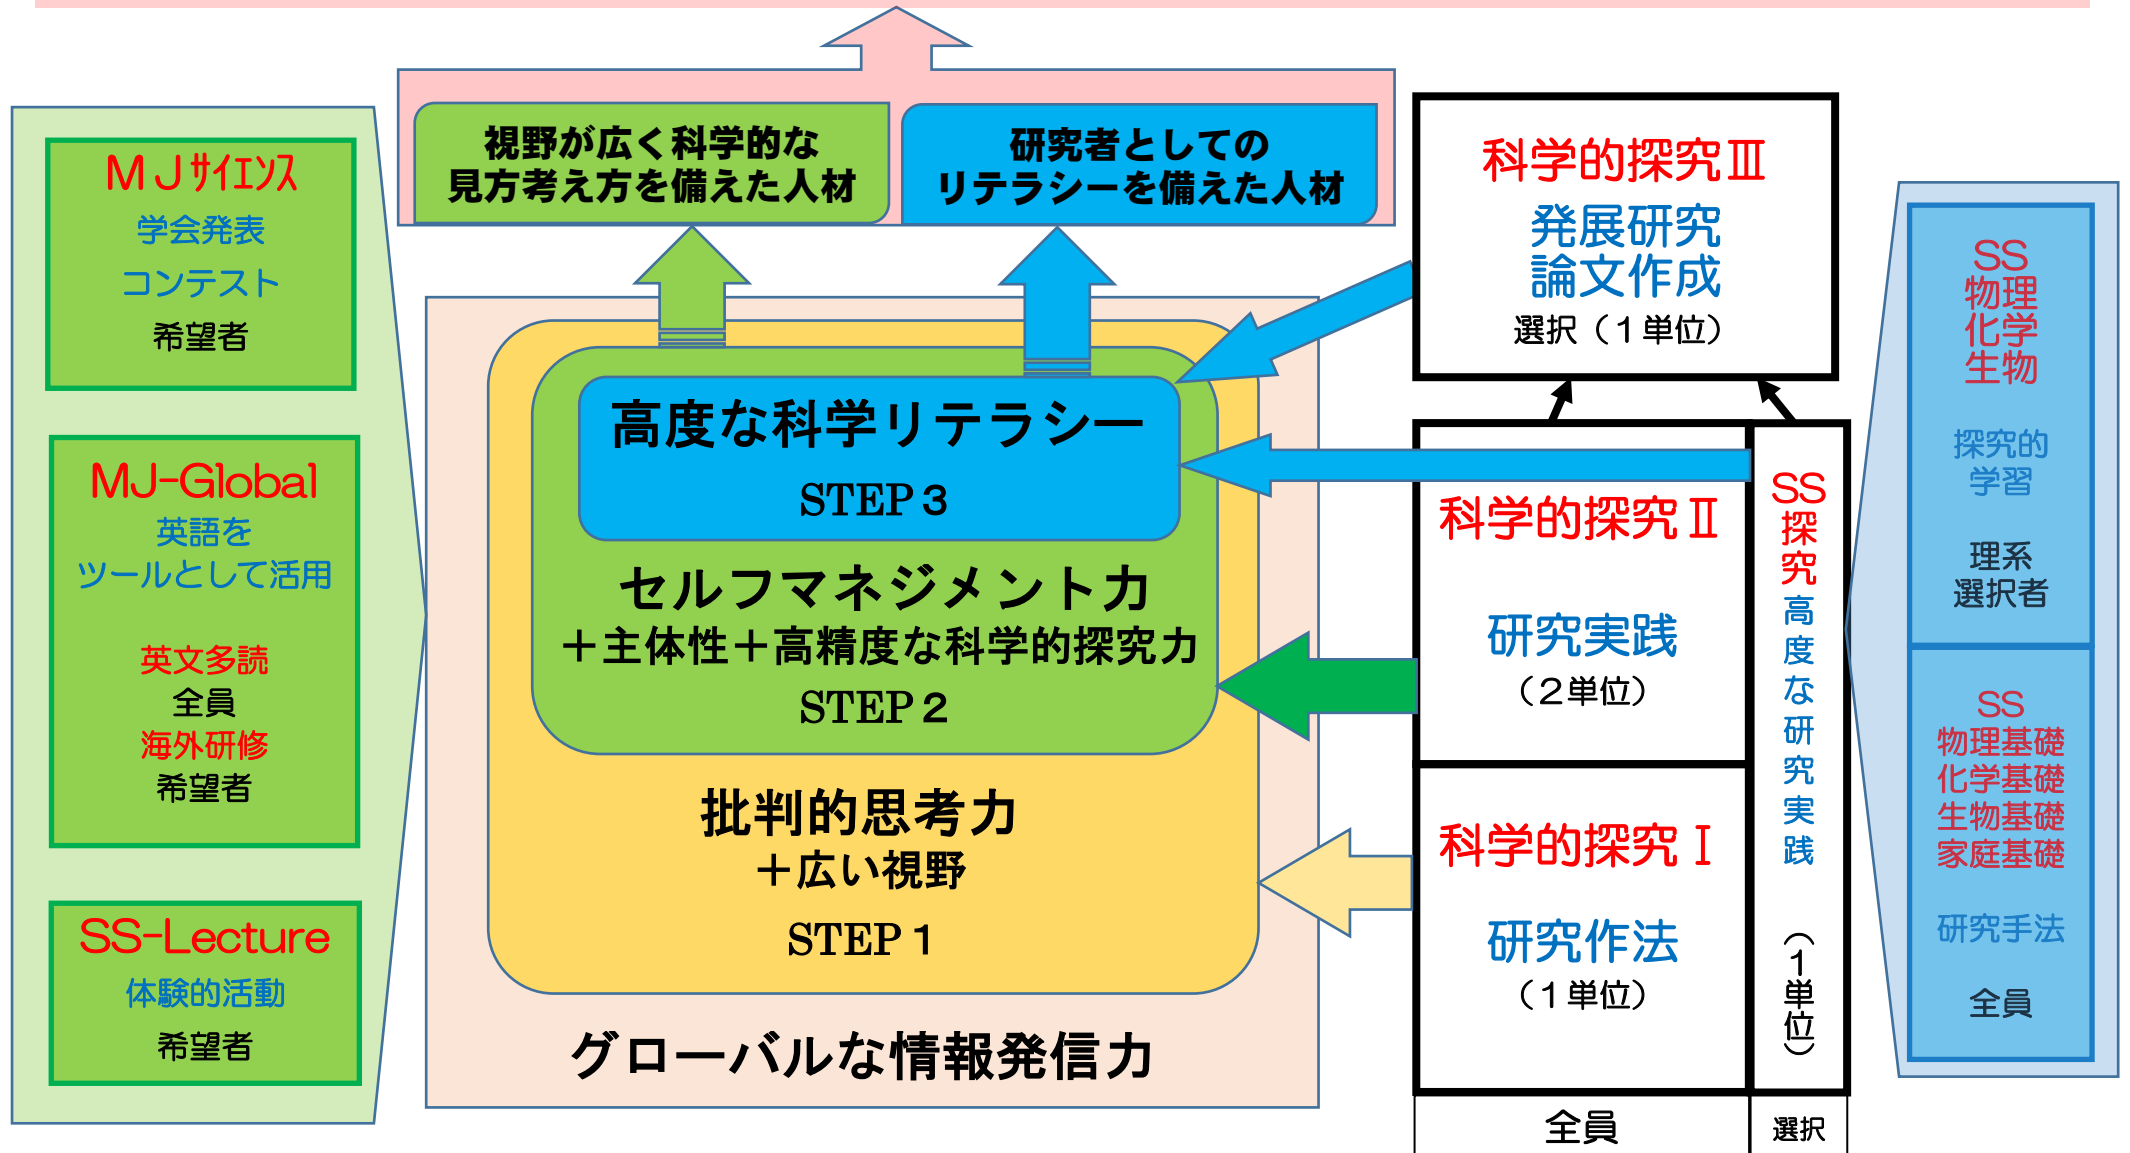 視野が広く科学的な
見方考え方を備えた人材
研究者としての
リテラシーを備えた人材
ＭＪｻｲｴﾝｽ
学会発表
コンテスト
希望者
MJ-Global
英語を
ツールとして活用
英文多読
全員
海外研修
希望者
SS-Lecture
体験的活動
希望者
高度な科学リテラシー
STEP３
セルフマネジメント力
＋主体性＋高精度な科学的探究力
STEP２
批判的思考力
＋広い視野
STEP１
グローバルな情報発信力
科学的探究Ⅲ
発展研究
論文作成
選択（１単位）
科学的探究Ⅱ
研究実践
（２単位）
科学的探究Ⅰ
研究作法
（１単位）
SS探究高度な研究実践（１単位）
全員
選択
SS
物理
化学
生物
探究的
学習
理系
選択者
SS
物理基礎
化学基礎
生物基礎
家庭基礎
研究手法
全員